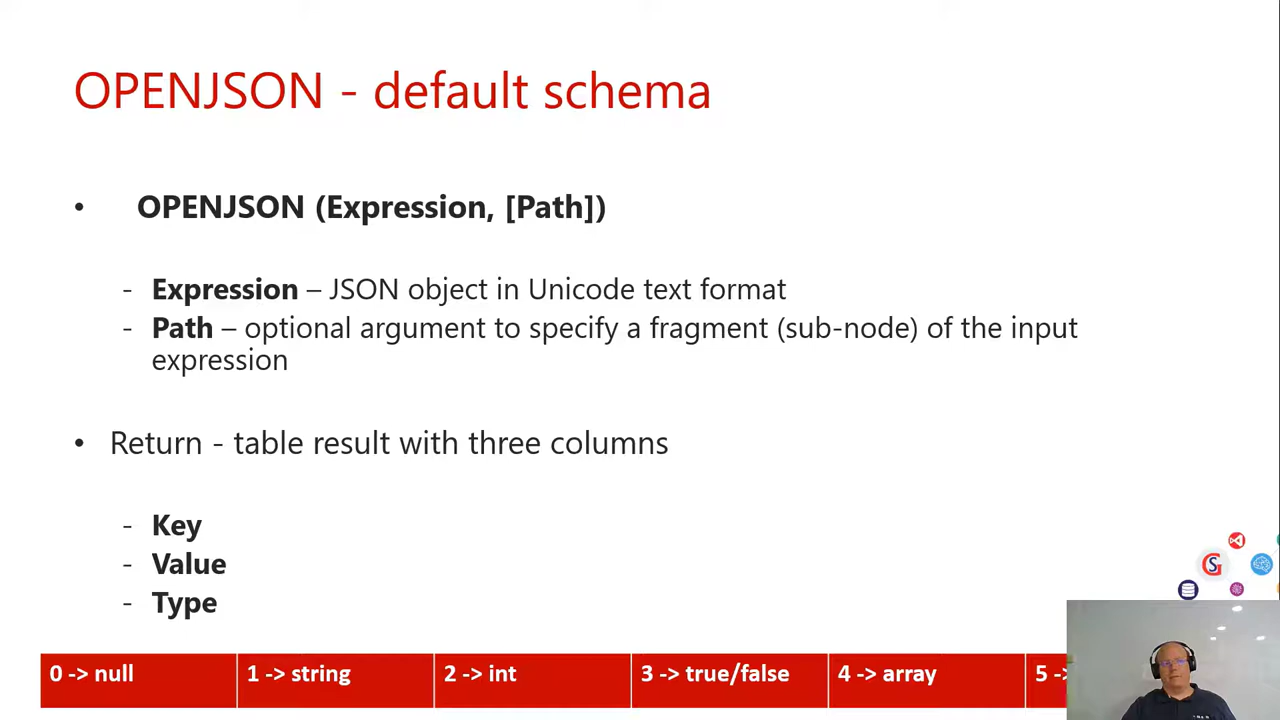 OPENJSON - default schema
• OPENJSON (Expression, [Path])
- Expression – JSON object in Unicode text format
- Path – optional argument to specify a fragment (sub-node) of the input
expression
• Return - table result with three columns
- Key
- Value
- Type
0 -> null 1 -> string 2 -> int 3 -> true/false 4 -> array 5 -